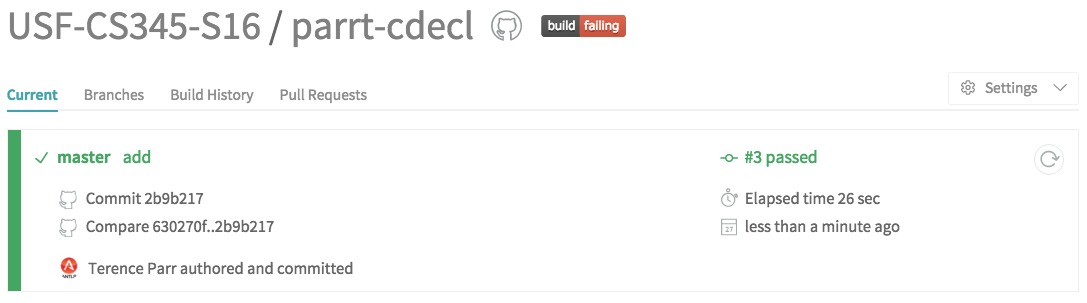 USF-CS345-S16 / parrt-cdecl build failing
Current Branches Build History Pull Requests Settings
master add #3 passed
Commit 2b9b217 Elapsed time 26 sec
Compare 630270f..2b9b217 27 less than a minute ago
ANTLR Terence Parr authored and committed